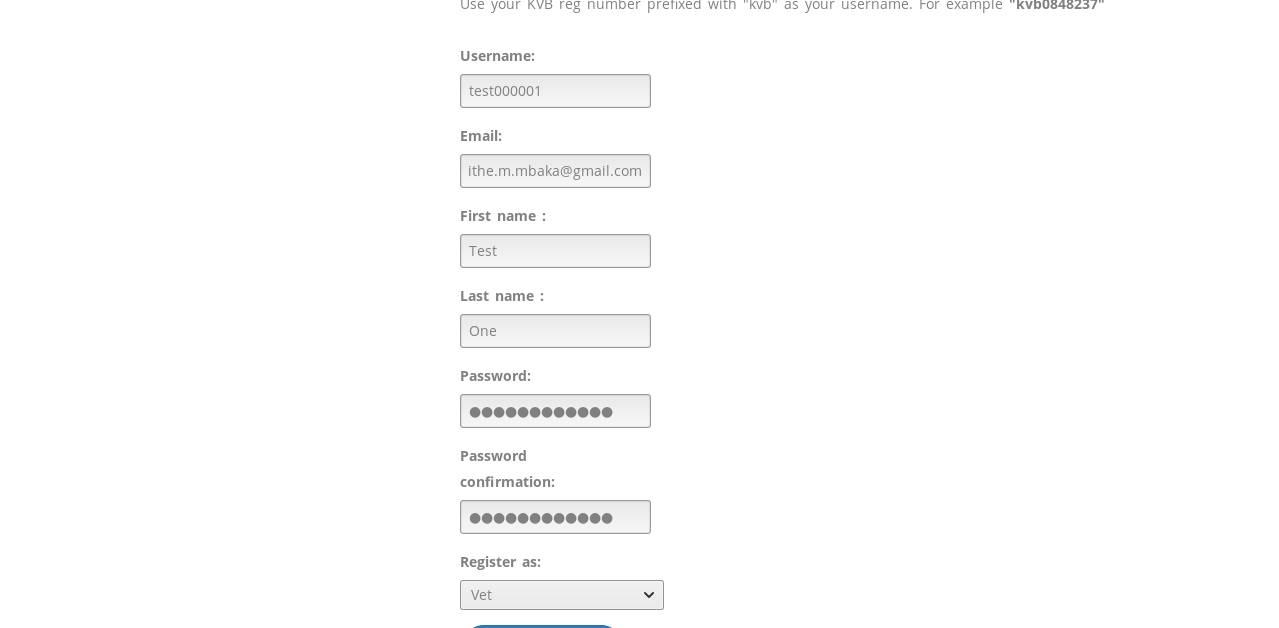 Use your KVB reg number prefixed with "kvb" as your username. For example "kvb0848237"
Username:
test000001
Email:
ithe.m.mbaka@gmail.com
First name :
Test
Last name :
One
Password:
●●●●●●●●●●●●
Password
confirmation:
●●●●●●●●●●●●
Register as:
Vet